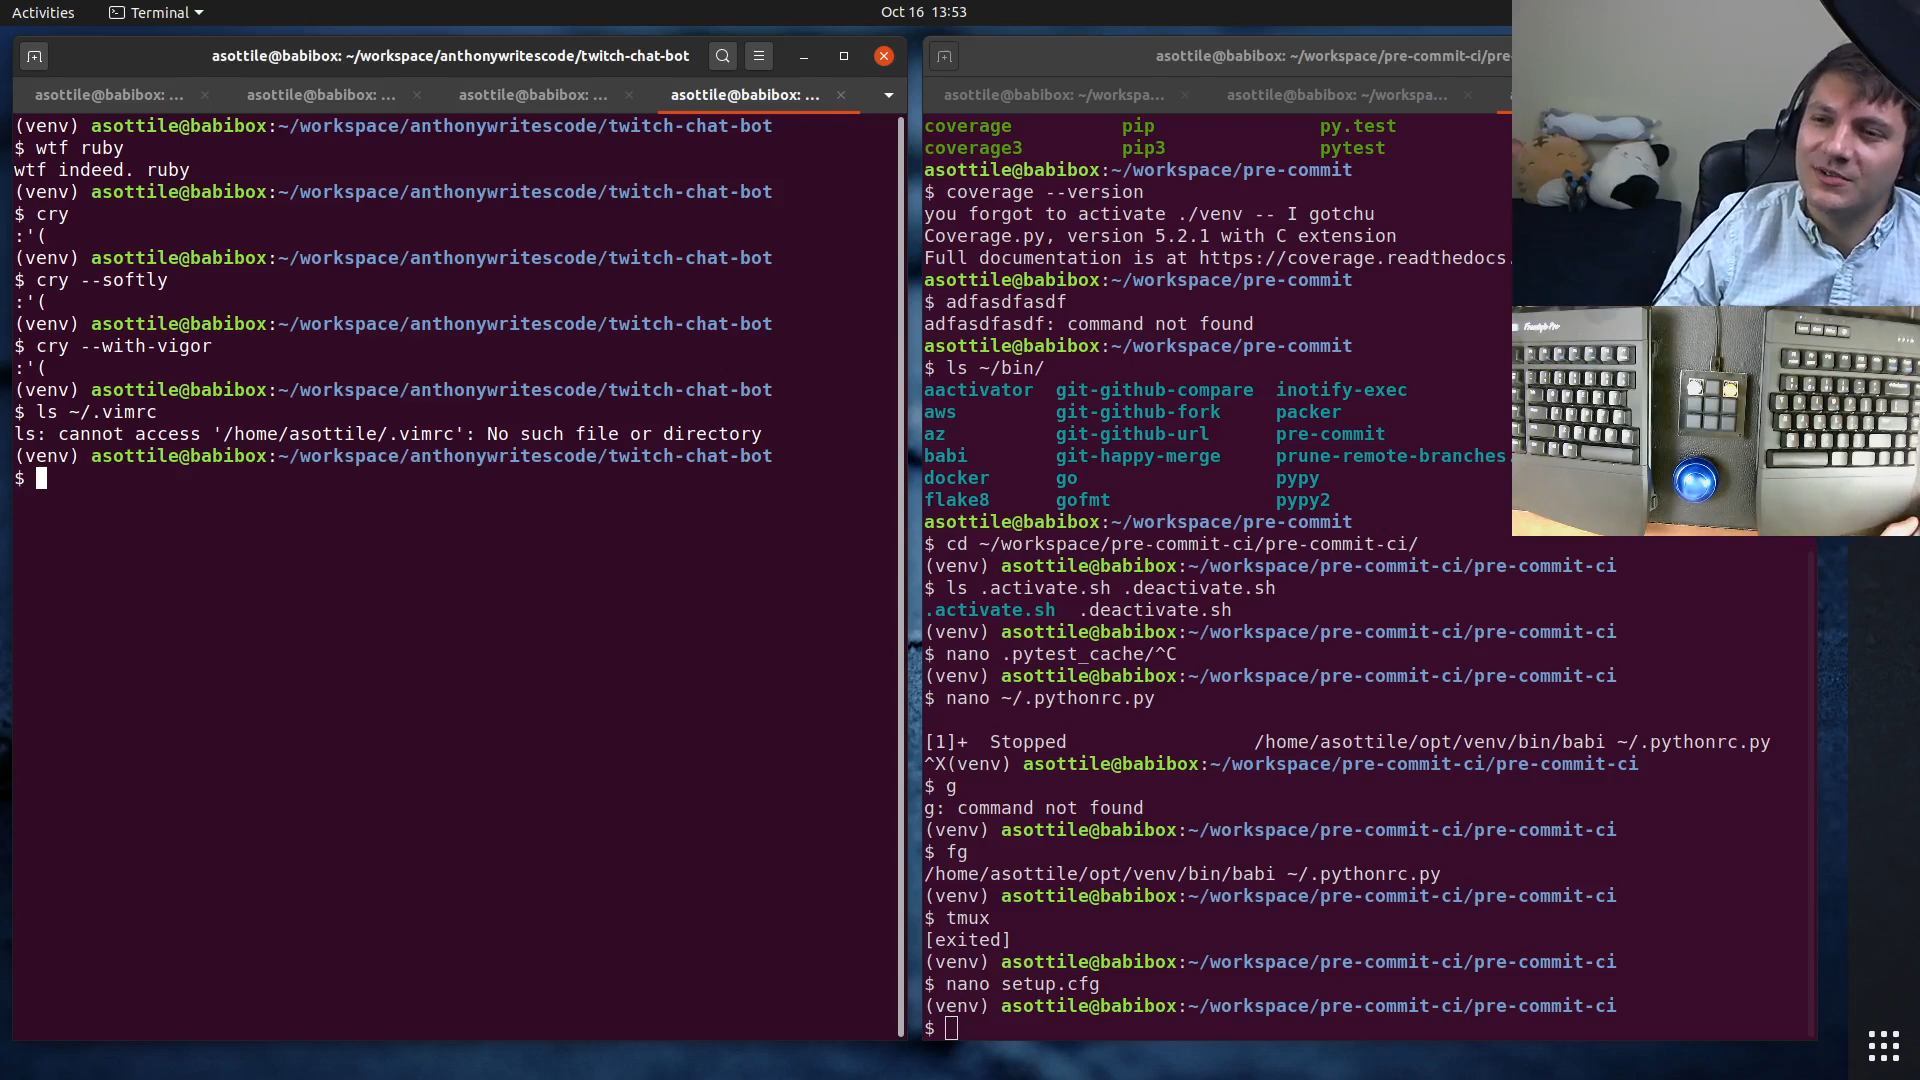 Activities
Terminal
Oct 16 13:53
asottile@babibox: ~/workspace/anthonywritescode/twitch-chat-bot
asottile@babibox: ...
asottile@babibox: ...
asottile@babibox: ...
asottile@babibox: ...
(venv) asottile@babibox:~/workspace/anthonywritescode/twitch-chat-bot
$ wtf ruby
wtf indeed. ruby
(venv) asottile@babibox:~/workspace/anthonywritescode/twitch-chat-bot
$ cry
:'(
(venv) asottile@babibox:~/workspace/anthonywritescode/twitch-chat-bot
$ cry --softly
:'(
(venv) asottile@babibox:~/workspace/anthonywritescode/twitch-chat-bot
$ cry --with-vigor
:'(
(venv) asottile@babibox:~/workspace/anthonywritescode/twitch-chat-bot
$ ls ~/.vimrc
ls: cannot access '/home/asottile/.vimrc': No such file or directory
(venv) asottile@babibox:~/workspace/anthonywritescode/twitch-chat-bot
$
asottile@babibox: ~/workspace/pre-commit-ci/pre
asottile@babibox: ~/workspa...
asottile@babibox: ~/workspa...
coverage pip py.test
coverage3 pip3 pytest
asottile@babibox:~/workspace/pre-commit
$ coverage --version
you forgot to activate ./venv -- I gotchu
Coverage.py, version 5.2.1 with C extension
Full documentation is at https://coverage.readthedocs.
asottile@babibox:~/workspace/pre-commit
$ adfasdfasdf
adfasdfasdf: command not found
asottile@babibox:~/workspace/pre-commit
$ ls ~/bin/
aactivator git-github-compare inotify-exec
aws git-github-fork packer
az git-github-url pre-commit
babi git-happy-merge prune-remote-branches
docker go pypy
flake8 gofmt pypy2
asottile@babibox:~/workspace/pre-commit
$ cd ~/workspace/pre-commit-ci/pre-commit-ci/
(venv) asottile@babibox:~/workspace/pre-commit-ci/pre-commit-ci
$ ls .activate.sh .deactivate.sh
.activate.sh .deactivate.sh
(venv) asottile@babibox:~/workspace/pre-commit-ci/pre-commit-ci
$ nano .pytest_cache/^C
(venv) asottile@babibox:~/workspace/pre-commit-ci/pre-commit-ci
$ nano ~/.pythonrc.py
[1]+ Stopped /home/asottile/opt/venv/bin/babi ~/.pythonrc.py
^X(venv) asottile@babibox:~/workspace/pre-commit-ci/pre-commit-ci
$ g
g: command not found
(venv) asottile@babibox:~/workspace/pre-commit-ci/pre-commit-ci
$ fg
/home/asottile/opt/venv/bin/babi ~/.pythonrc.py
(venv) asottile@babibox:~/workspace/pre-commit-ci/pre-commit-ci
$ tmux
[exited]
(venv) asottile@babibox:~/workspace/pre-commit-ci/pre-commit-ci
$ nano setup.cfg
(venv) asottile@babibox:~/workspace/pre-commit-ci/pre-commit-ci
$
Freestyle Pro